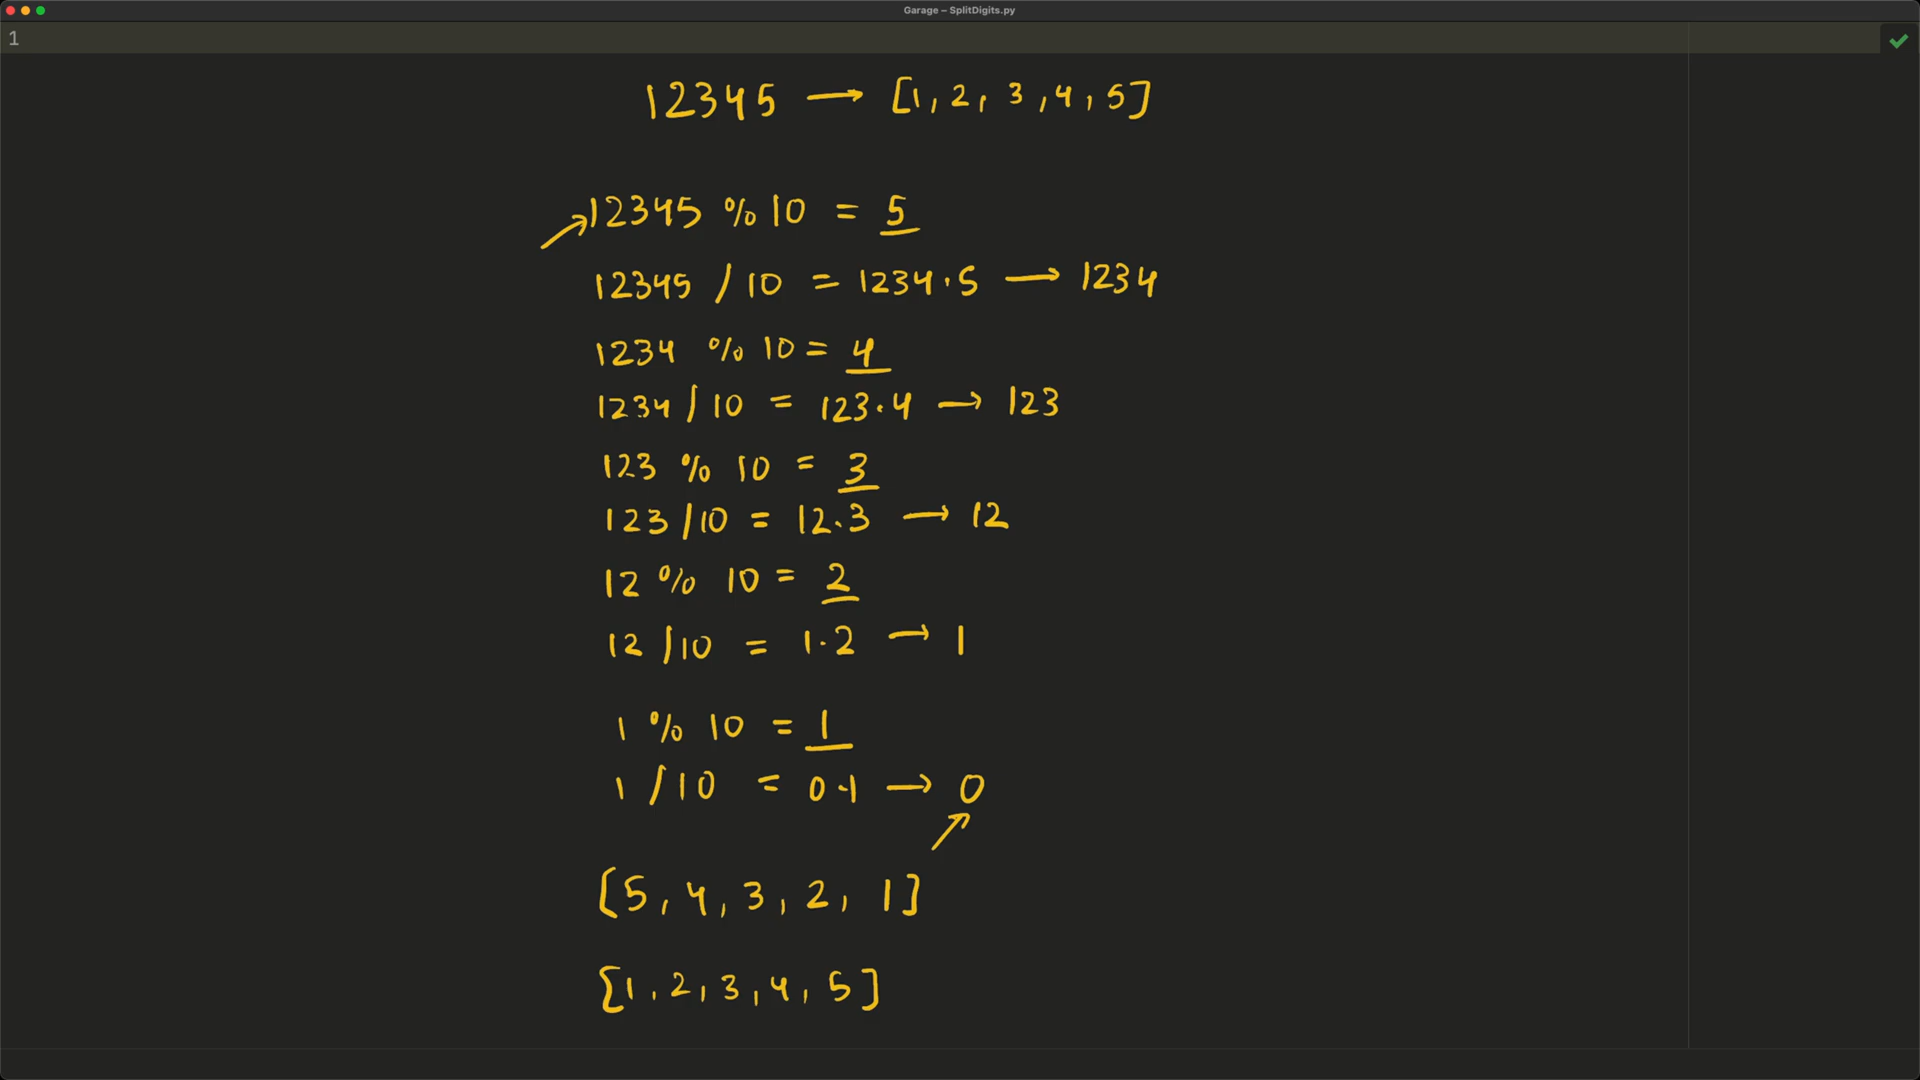 Garage – SplitDigits.py
1
12345 → [1, 2, 3, 4, 5]
12345 % 10 = 5
12345 / 10 = 1234.5 → 1234
1234 % 10 = 4
1234 / 10 = 123.4 → 123
123 % 10 = 3
123 / 10 = 12.3 → 12
12 % 10 = 2
12 / 10 = 1.2 → 1
1 % 10 = 1
1 / 10 = 0.1 → 0
[5, 4, 3, 2, 1]
[1, 2, 3, 4, 5]